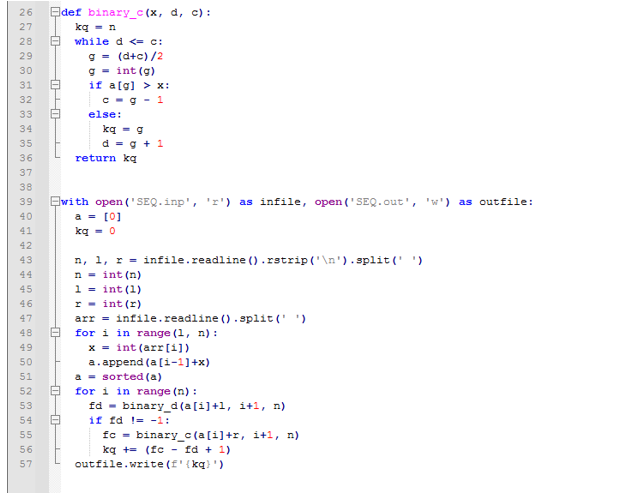 26 def binary_c(x, d, c):
27 kq = n
28 while d <= c:
29 g = (d+c)/2
30 g = int(g)
31 if a[g] > x:
32 c = g - 1
33 else:
34 kq = g
35 d = g + 1
36 return kq
37
38
39 with open('SEQ.inp', 'r') as infile, open('SEQ.out', 'w') as outfile:
40 a = [0]
41 kq = 0
42
43 n, l, r = infile.readline().rstrip('\n').split(' ')
44 n = int(n)
45 l = int(l)
46 r = int(r)
47 arr = infile.readline().split(' ')
48 for i in range(1, n):
49 x = int(arr[i])
50 a.append(a[i-1]+x)
51 a = sorted(a)
52 for i in range(n):
53 fd = binary_d(a[i]+l, i+1, n)
54 if fd != -1:
55 fc = binary_c(a[i]+r, i+1, n)
56 kq += (fc - fd + 1)
57 outfile.write(f'{kq}')